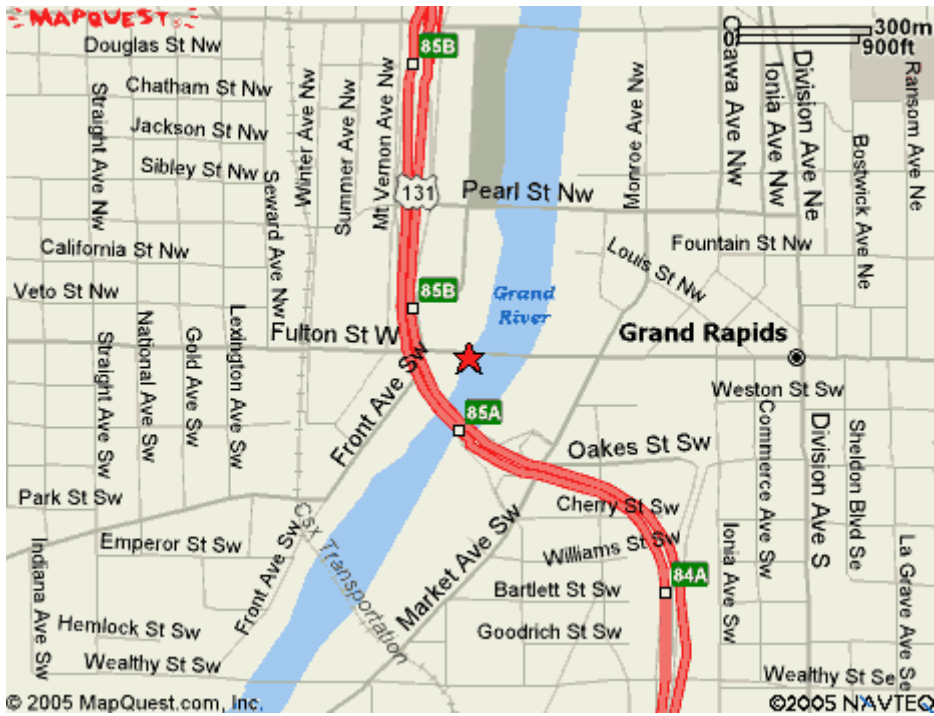 MAPQUEST
300m
900ft
Douglas St Nw
85B
Chatham St Nw
Jackson St Nw
Sibley St Nw
Straight Ave Nw
Seward Ave Nw
Winter Ave Nw
Summer Ave Nw
Mt Vernon Ave Nw
131
Pearl St Nw
Monroe Ave Nw
Ottawa Ave Nw
Ionia Ave Nw
Division Ave Ne
Bostwick Ave Ne
Ransom Ave Ne
California St Nw
Fountain St Nw
Louis St Nw
Veto St Nw
85B
Grand
River
Fulton St W
Grand Rapids
Straight Ave Sw
National Ave Sw
Gold Ave Sw
Lexington Ave Sw
Front Ave Sw
Weston St Sw
85A
Oakes St Sw
Commerce Ave Sw
Division Ave S
Sheldon Blvd Se
Park St Sw
Cherry St Sw
Csx Transportation
Emperor St Sw
Front Ave Sw
Market Ave Sw
Williams St Sw
Ionia Ave Sw
La Grave Ave Se
Indiana Ave Sw
Bartlett St Sw
84A
Hemlock St Sw
Goodrich St Sw
Wealthy St Sw
Wealthy St Se
© 2005 MapQuest.com, Inc.
©2005 NAVTEQ